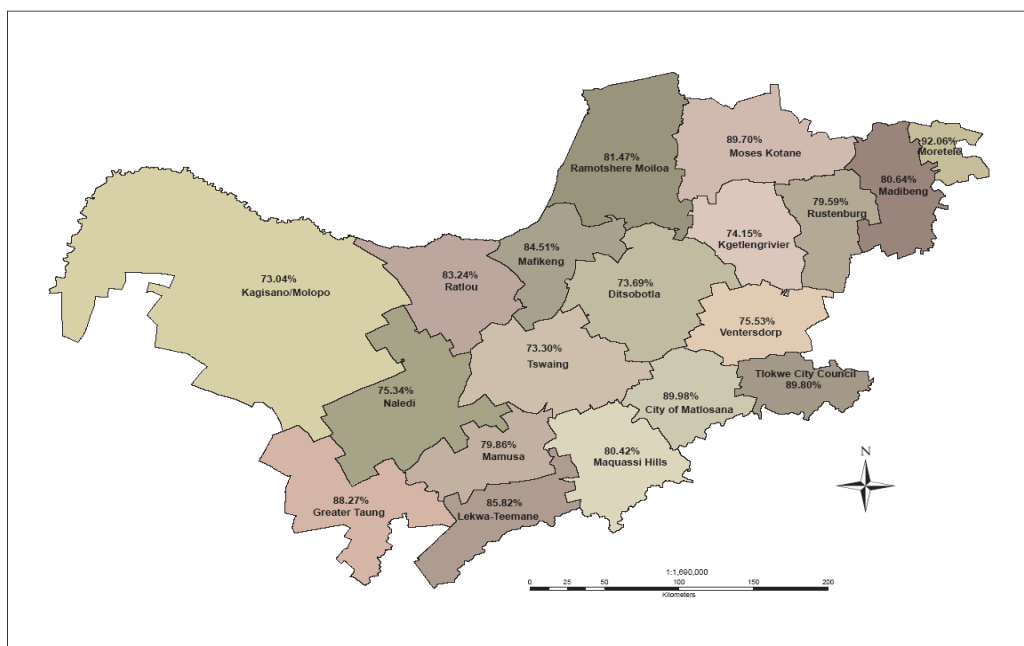 81.47%
Ramotshere Moiloa
89.70%
Moses Kotane
92.06%
Moretele
80.64%
Madibeng
79.59%
Rustenburg
74.15%
Kgetlengrivier
84.51%
Mafikeng
83.24%
Ratlou
73.04%
Kagisano/Molopo
73.69%
Ditsobotla
75.53%
Ventersdorp
73.30%
Tswaing
Tlokwe City Council
89.80%
75.34%
Naledi
89.98%
City of Matlosana
79.86%
Mamusa
80.42%
Maquassi Hills
88.27%
Greater Taung
85.82%
Lekwa-Teemane
N
1:1,690,000
0 25 50 100 150 200
Kilometers